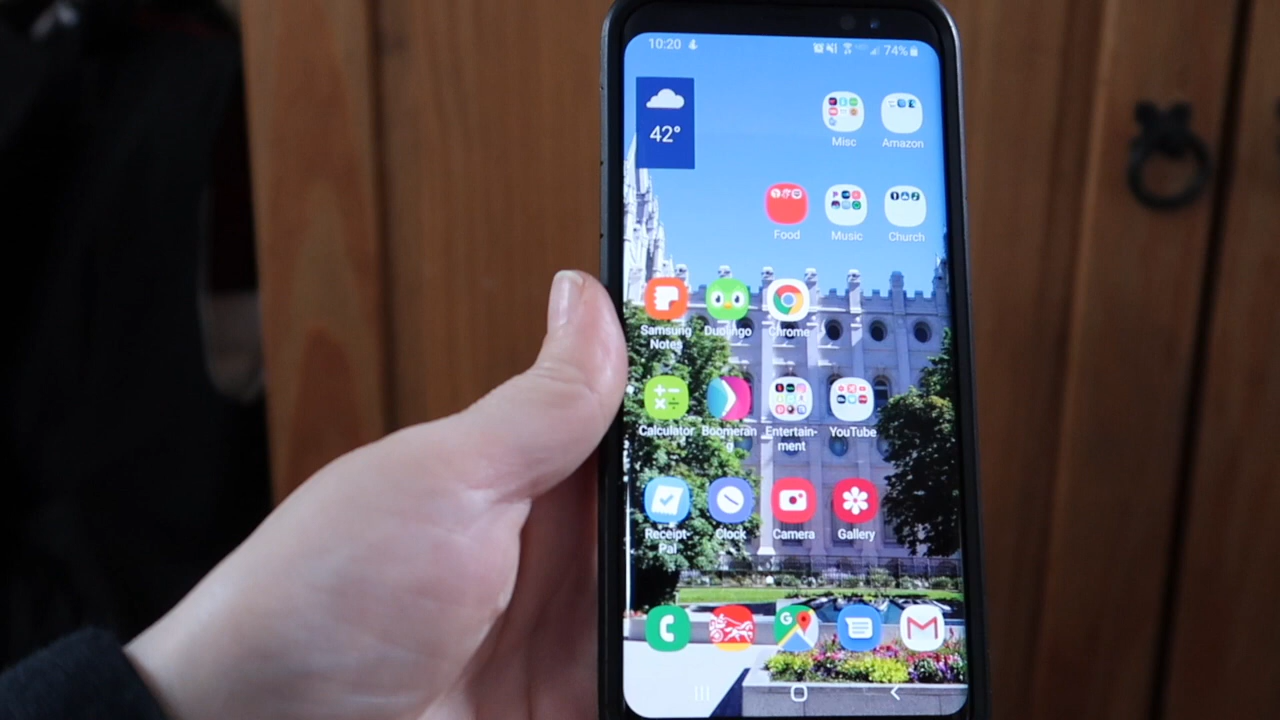 10:20 74%
42°
Misc Amazon
Food Music Church
Samsung Duolingo Chrome
Notes
Calculator Boomeran Entertain- YouTube
g ment
Receipt- Clock Camera Gallery
Pal
G